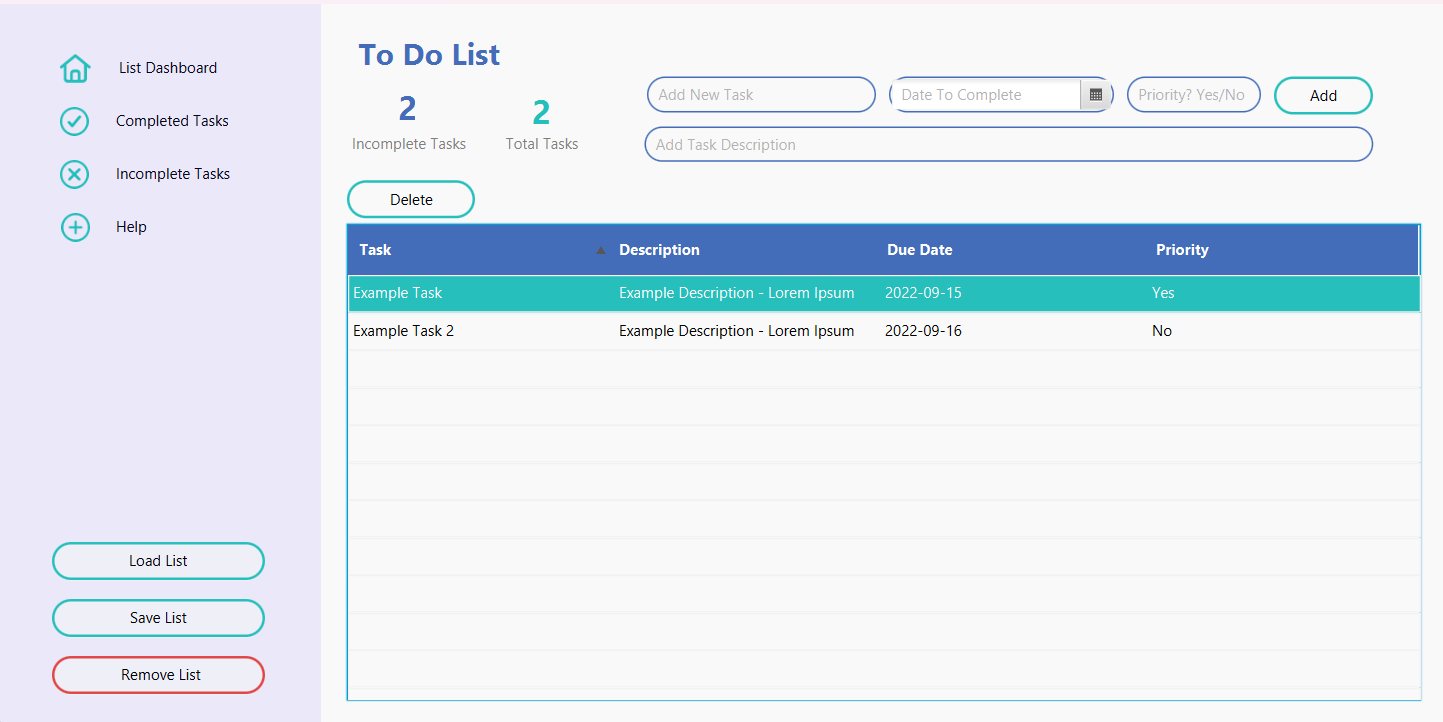 List Dashboard
Completed Tasks
Incomplete Tasks
Help
Load List
Save List
Remove List
To Do List
2
Incomplete Tasks
2
Total Tasks
Add New Task
Date To Complete
Priority? Yes/No
Add
Add Task Description
Delete
Task Description Due Date Priority
Example Task Example Description - Lorem Ipsum 2022-09-15 Yes
Example Task 2 Example Description - Lorem Ipsum 2022-09-16 No